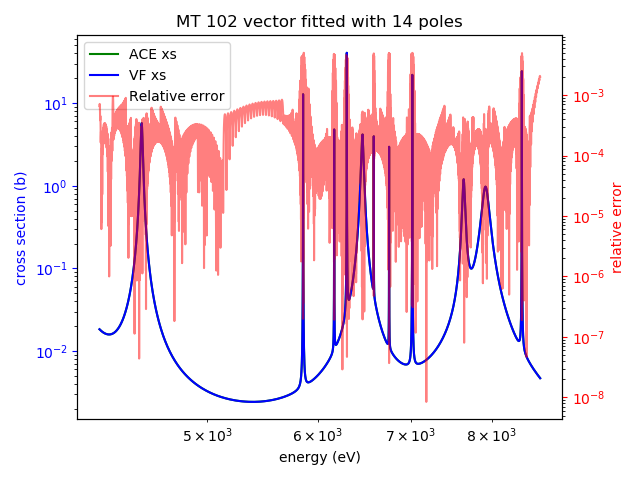 MT 102 vector fitted with 14 poles
ACE xs
VF xs
Relative error
cross section (b)
10¹
10⁰
10⁻¹
10⁻²
10⁻³
10⁻⁴
10⁻⁵
10⁻⁶
10⁻⁷
10⁻⁸
relative error
5 × 10³ 6 × 10³ 7 × 10³ 8 × 10³
energy (eV)